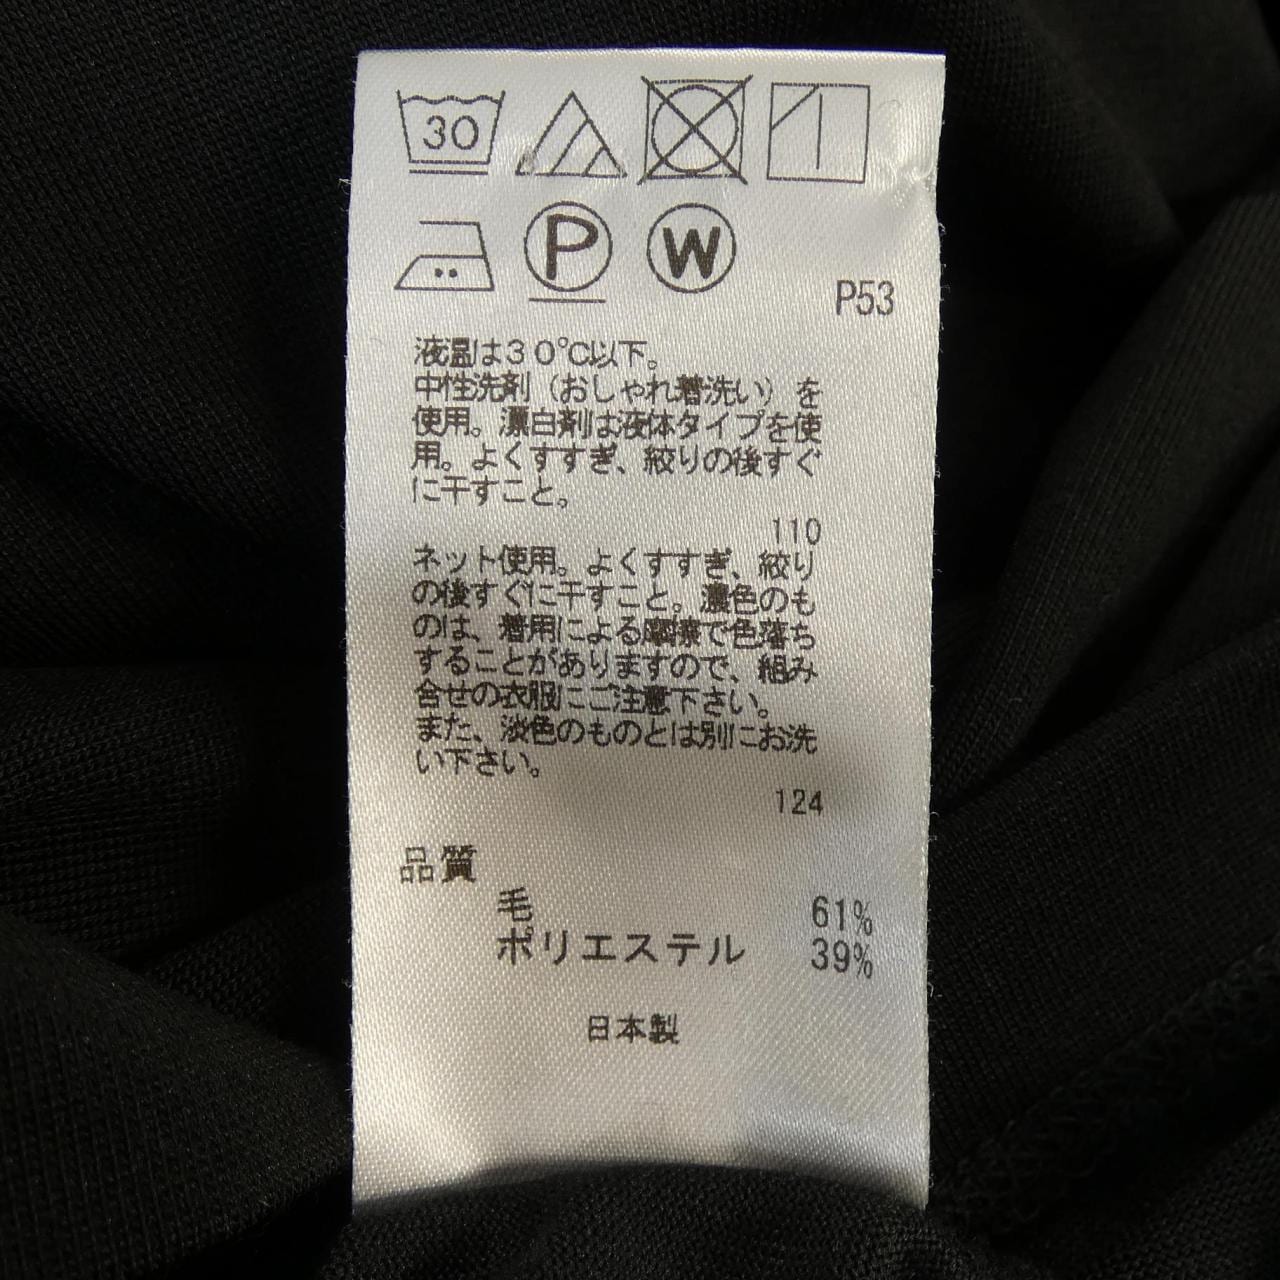 30
P W
P53
液温は30℃以下。
中性洗剤（おしゃれ着洗い）を
使用。漂白剤は液体タイプを使
用。よくすすぎ、絞りの後すぐ
に干すこと。
110
ネット使用。よくすすぎ、絞り
の後すぐに干すこと。濃色のも
のは、着用による摩擦で色落ち
することがありますので、組み
合せの衣服にご注意下さい。
また、淡色のものとは別にお洗
い下さい。
124
品質
毛 61%
ポリエステル 39%
日本製